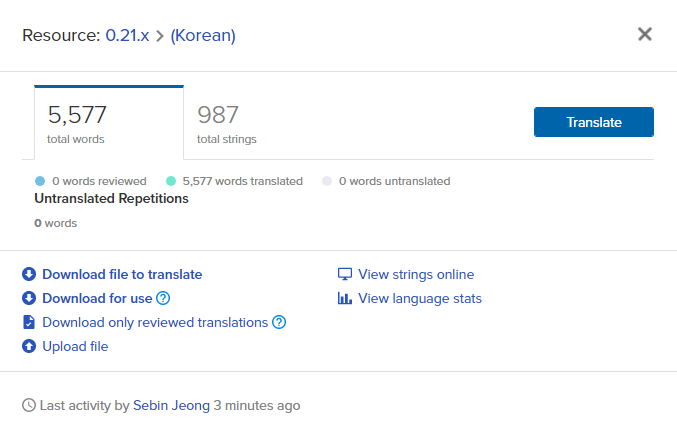 Resource: 0.21.x > (Korean)
5,577
total words
987
total strings
Translate
0 words reviewed 5,577 words translated 0 words untranslated
Untranslated Repetitions
0 words
Download file to translate
Download for use ?
Download only reviewed translations ?
Upload file
View strings online
View language stats
Last activity by Sebin Jeong 3 minutes ago